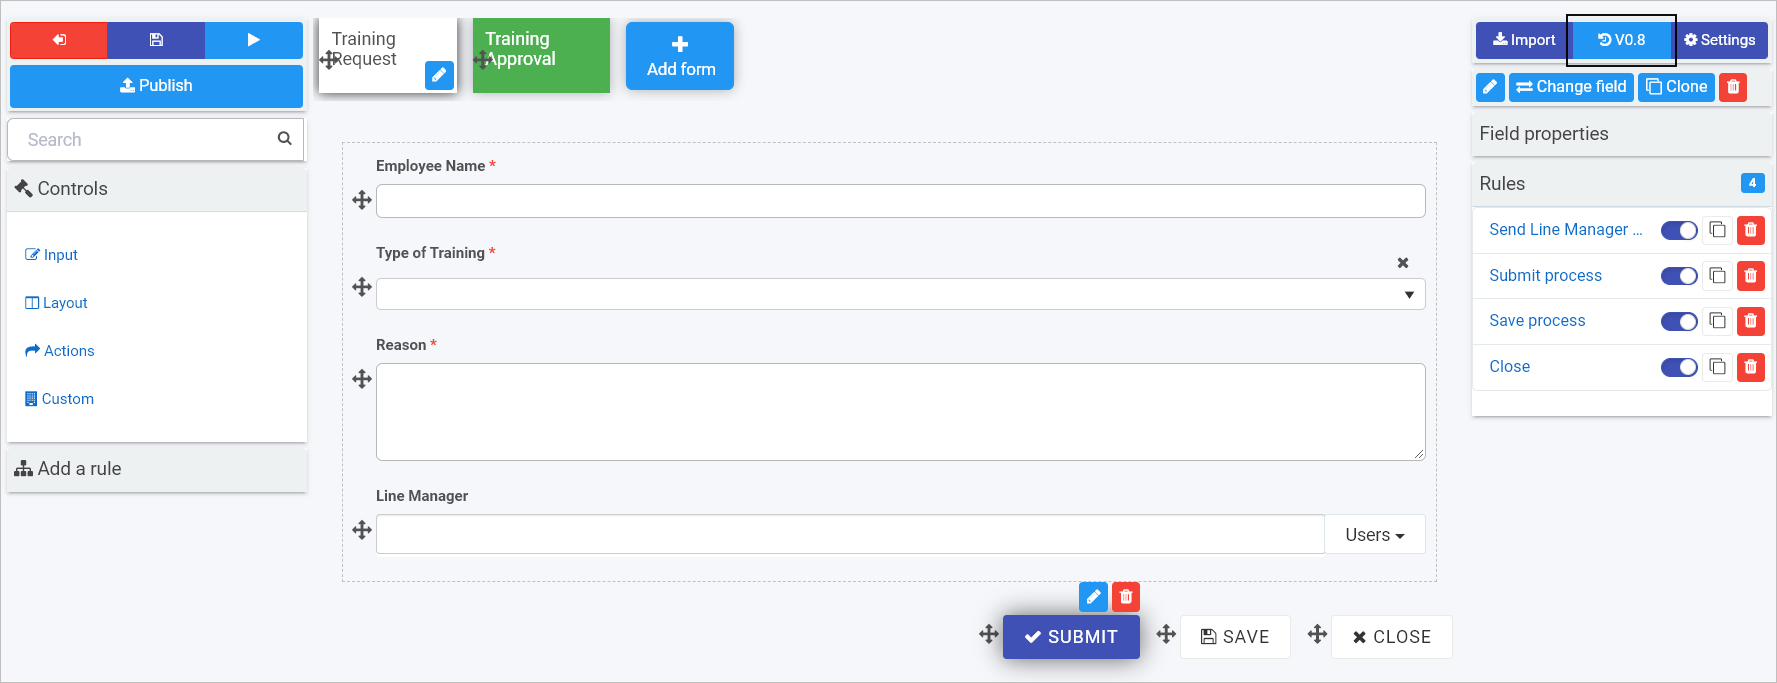 Publish
Search
Controls
Input
Layout
Actions
Custom
Add a rule
Training
Request
Training
Approval
Add form
Employee Name *
Type of Training *
Reason *
Line Manager
Users
SUBMIT
SAVE
CLOSE
Import
V0.8
Settings
Change field
Clone
Field properties
Rules
4
Send Line Manager ...
Submit process
Save process
Close